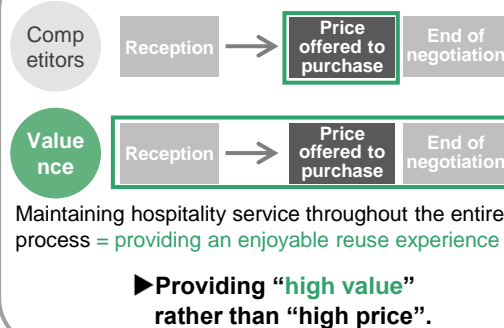 Comp
etitors
Reception
Price
offered to
purchase
End of
negotiation
Value
nce
Reception
Price
offered to
purchase
End of
negotiation
Maintaining hospitality service throughout the entire
process = providing an enjoyable reuse experience
▶Providing “high value”
rather than “high price”.